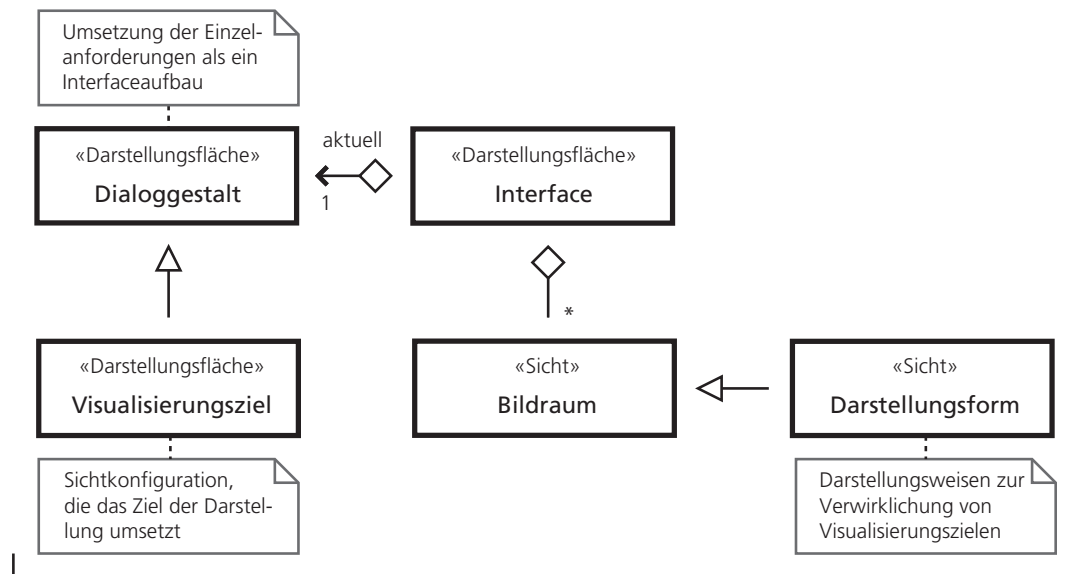 Umsetzung der Einzel-
anforderungen als ein
Interfaceaufbau
«Darstellungsfläche»
Dialoggestalt
aktuell
1
«Darstellungsfläche»
Interface
*
«Darstellungsfläche»
Visualisierungsziel
«Sicht»
Bildraum
«Sicht»
Darstellungsform
Sichtkonfiguration,
die das Ziel der Darstel-
lung umsetzt
Darstellungsweisen zur
Verwirklichung von
Visualisierungszielen